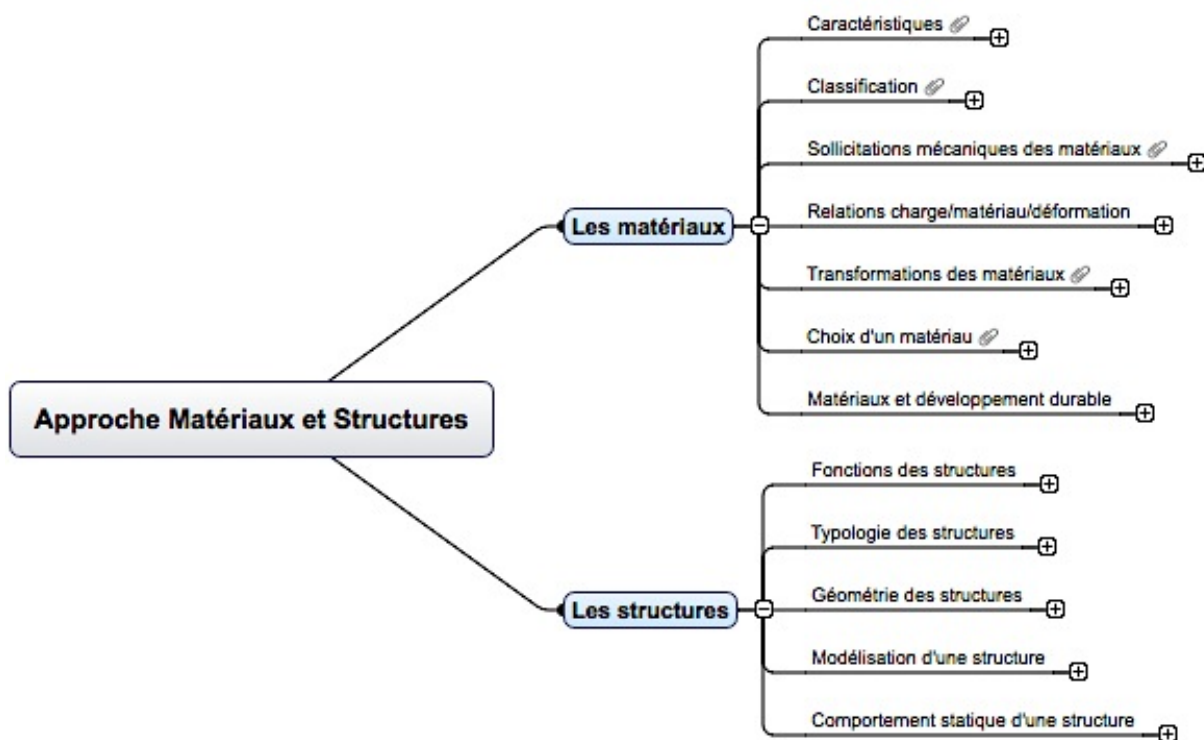 Approche Matériaux et Structures
Les matériaux
Caractéristiques
Classification
Sollicitations mécaniques des matériaux
Relations charge/matériau/déformation
Transformations des matériaux
Choix d'un matériau
Matériaux et développement durable
Les structures
Fonctions des structures
Typologie des structures
Géométrie des structures
Modélisation d'une structure
Comportement statique d'une structure